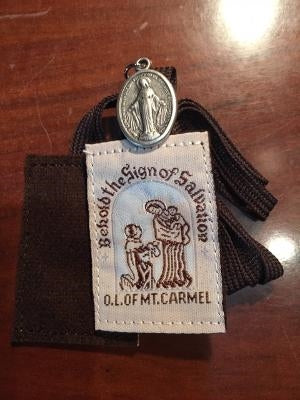 Behold the Sign of Salvation
O.L. OF MT. CARMEL